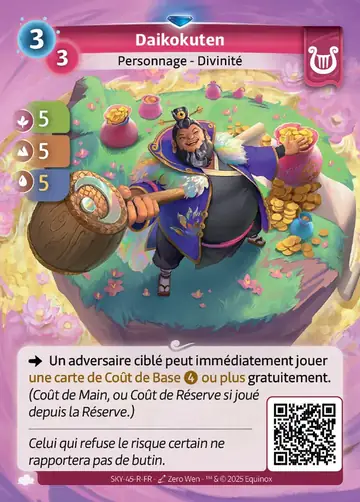 3
Daikokuten
3
Personnage - Divinité
5
5
5
Un adversaire ciblé peut immédiatement jouer
une carte de Coût de Base 4 ou plus gratuitement.
(Coût de Main, ou Coût de Réserve si joué
depuis la Réserve.)
Celui qui refuse le risque certain ne
rapportera pas de butin.
SKY-45-R-FR - Zero Wen - ™ & © 2025 Equinox